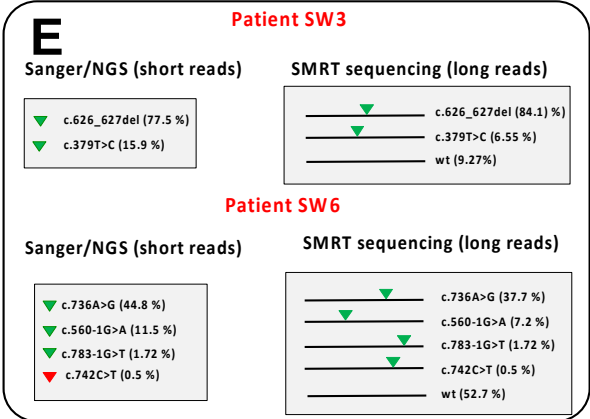 E
Patient SW3
Sanger/NGS (short reads)
c.626_627del (77.5 %)
c.379T>C (15.9 %)
SMRT sequencing (long reads)
c.626_627del (84.1) %)
c.379T>C (6.55 %)
wt (9.27%)
Patient SW6
Sanger/NGS (short reads)
c.736A>G (44.8 %)
c.560-1G>A (11.5 %)
c.783-1G>T (1.72 %)
c.742C>T (0.5 %)
SMRT sequencing (long reads)
c.736A>G (37.7 %)
c.560-1G>A (7.2 %)
c.783-1G>T (1.72 %)
c.742C>T (0.5 %)
wt (52.7 %)